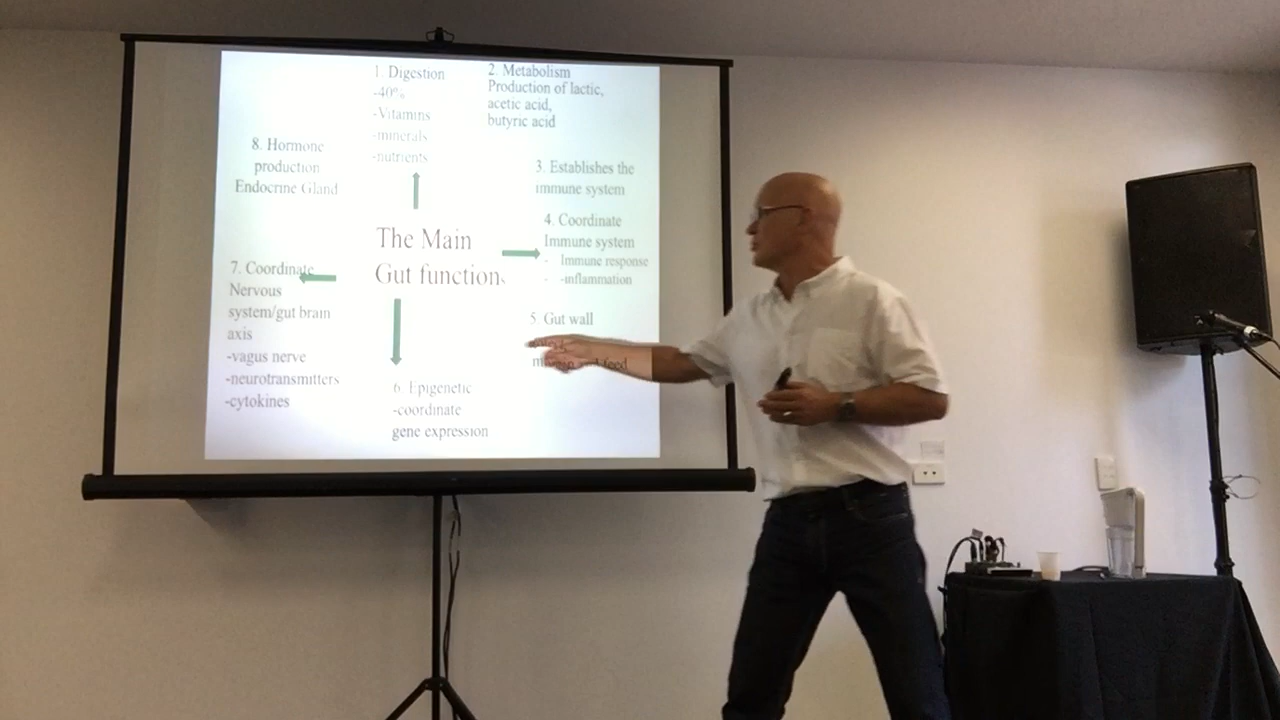 1. Digestion
-40%
-Vitamins
-minerals
-nutrients
2. Metabolism
Production of lactic,
acetic acid,
butyric acid
3. Establishes the
immune system
4. Coordinate
Immune system
- Immune response
- -inflammation
5. Gut wall
and feed
6. Epigenetic
-coordinate
gene expression
7. Coordinate
Nervous
system/gut brain
axis
-vagus nerve
-neurotransmitters
-cytokines
8. Hormone
production
Endocrine Gland
The Main
Gut functions